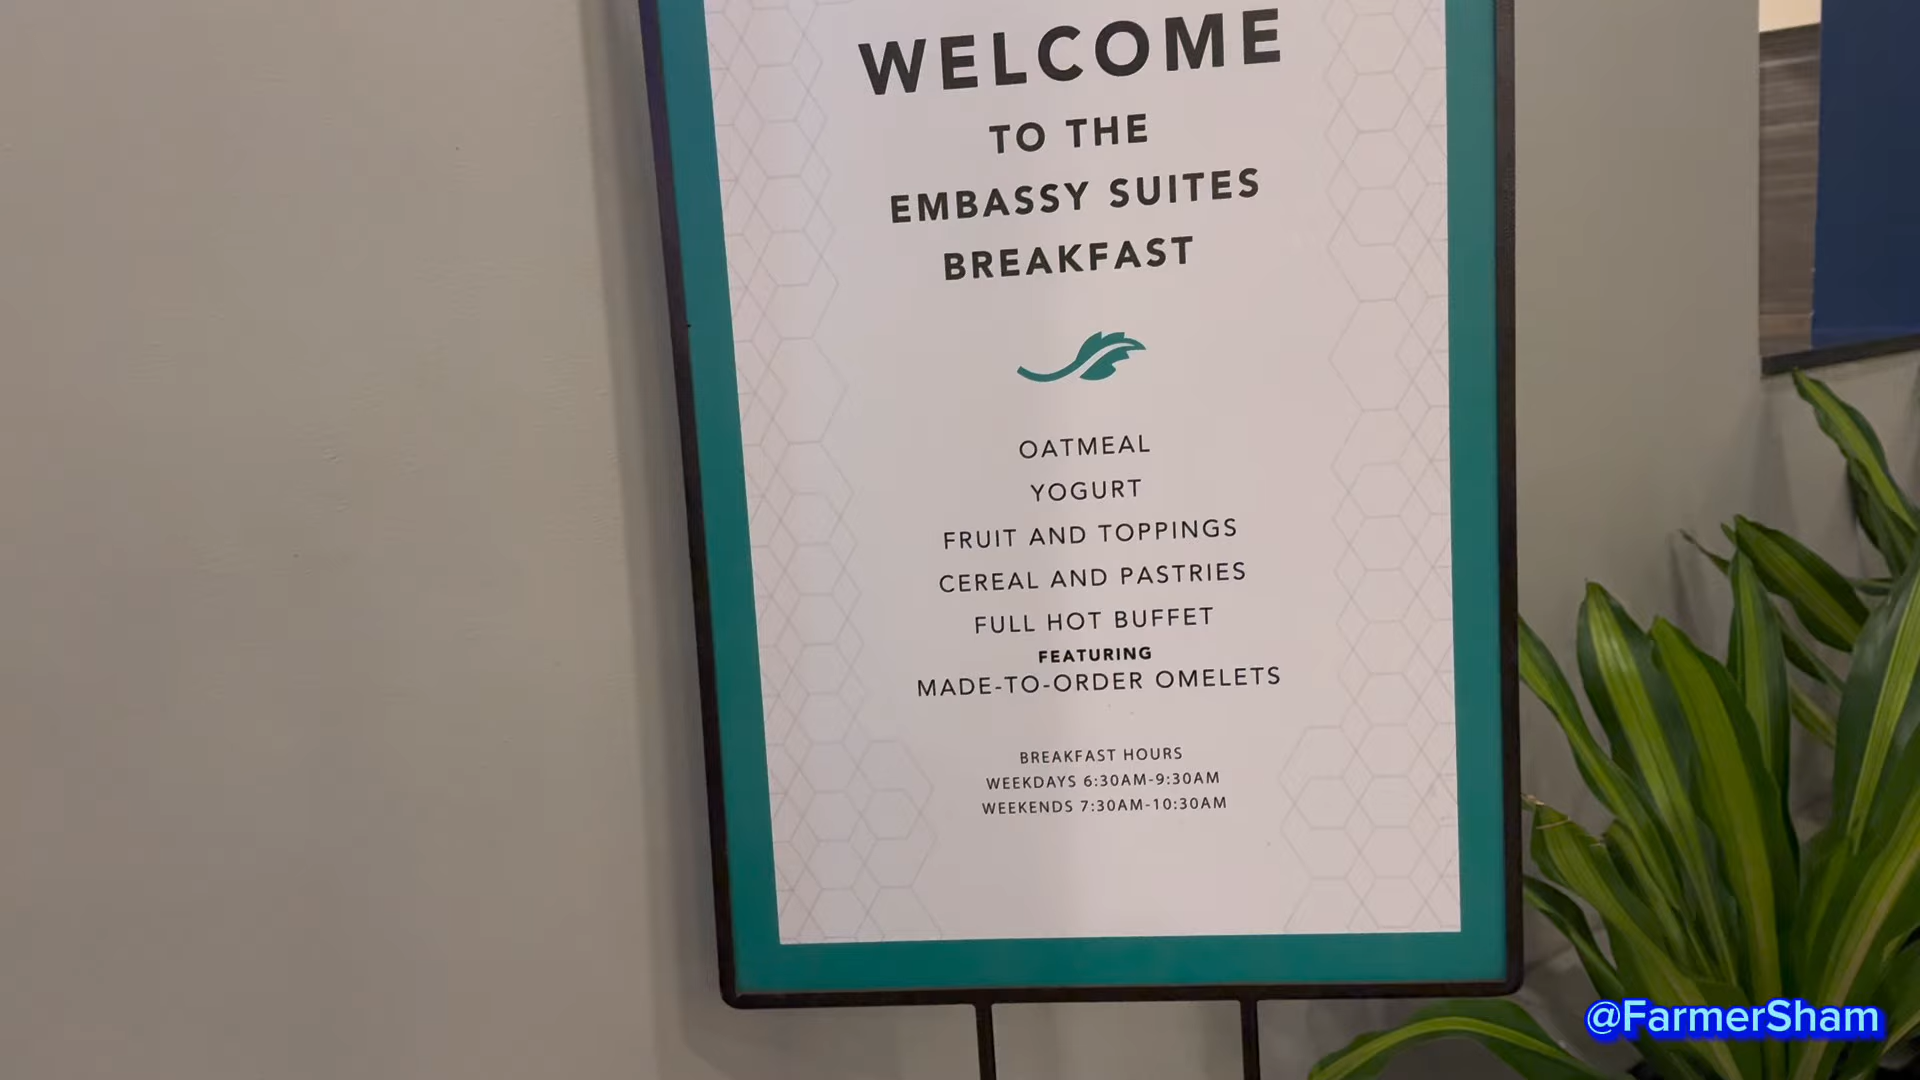 WELCOME
TO THE
EMBASSY SUITES
BREAKFAST
OATMEAL
YOGURT
FRUIT AND TOPPINGS
CEREAL AND PASTRIES
FULL HOT BUFFET
FEATURING
MADE-TO-ORDER OMELETS
BREAKFAST HOURS
WEEKDAYS 6:30AM-9:30AM
WEEKENDS 7:30AM-10:30AM
@FarmerSham